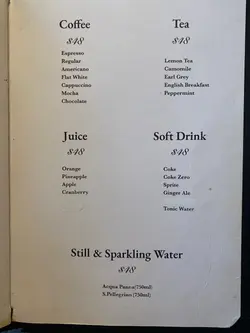 Coffee
$48
Espresso
Regular
Americano
Flat White
Cappuccino
Mocha
Chocolate
Tea
$48
Lemon Tea
Camomile
Earl Grey
English Breakfast
Peppermint
Juice
$48
Orange
Pineapple
Apple
Cranberry
Soft Drink
$48
Coke
Coke Zero
Sprite
Ginger Ale
Tonic Water
Still & Sparkling Water
$48
Acqua Panna(750ml)
S.Pellegrino(750ml)